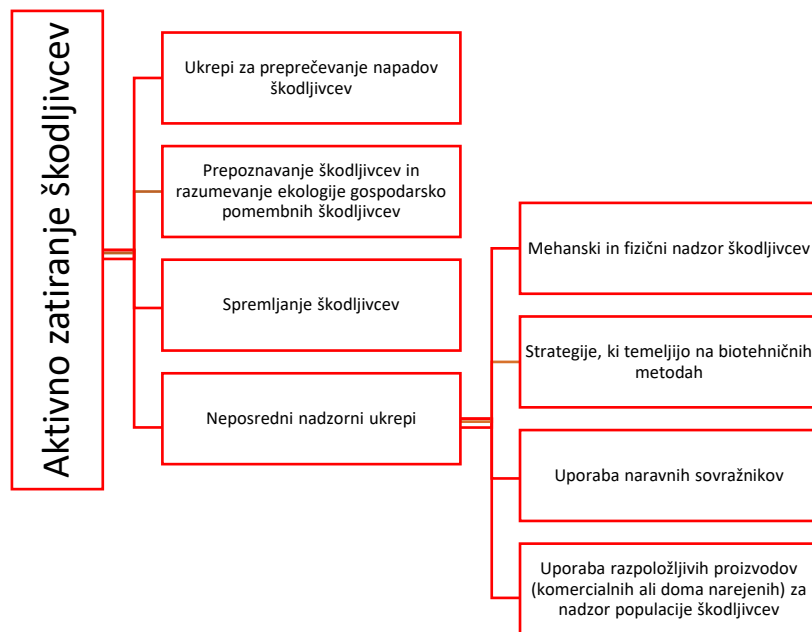 Aktivno zatiranje škodljivcev
Ukrepi za preprečevanje napadov
škodljivcev
Prepoznavanje škodljivcev in
razumevanje ekologije gospodarsko
pomembnih škodljivcev
Spremljanje škodljivcev
Neposredni nadzorni ukrepi
Mehanski in fizični nadzor škodljivcev
Strategije, ki temeljijo na biotehničnih
metodah
Uporaba naravnih sovražnikov
Uporaba razpoložljivih proizvodov
(komercialnih ali doma narejenih) za
nadzor populacije škodljivcev